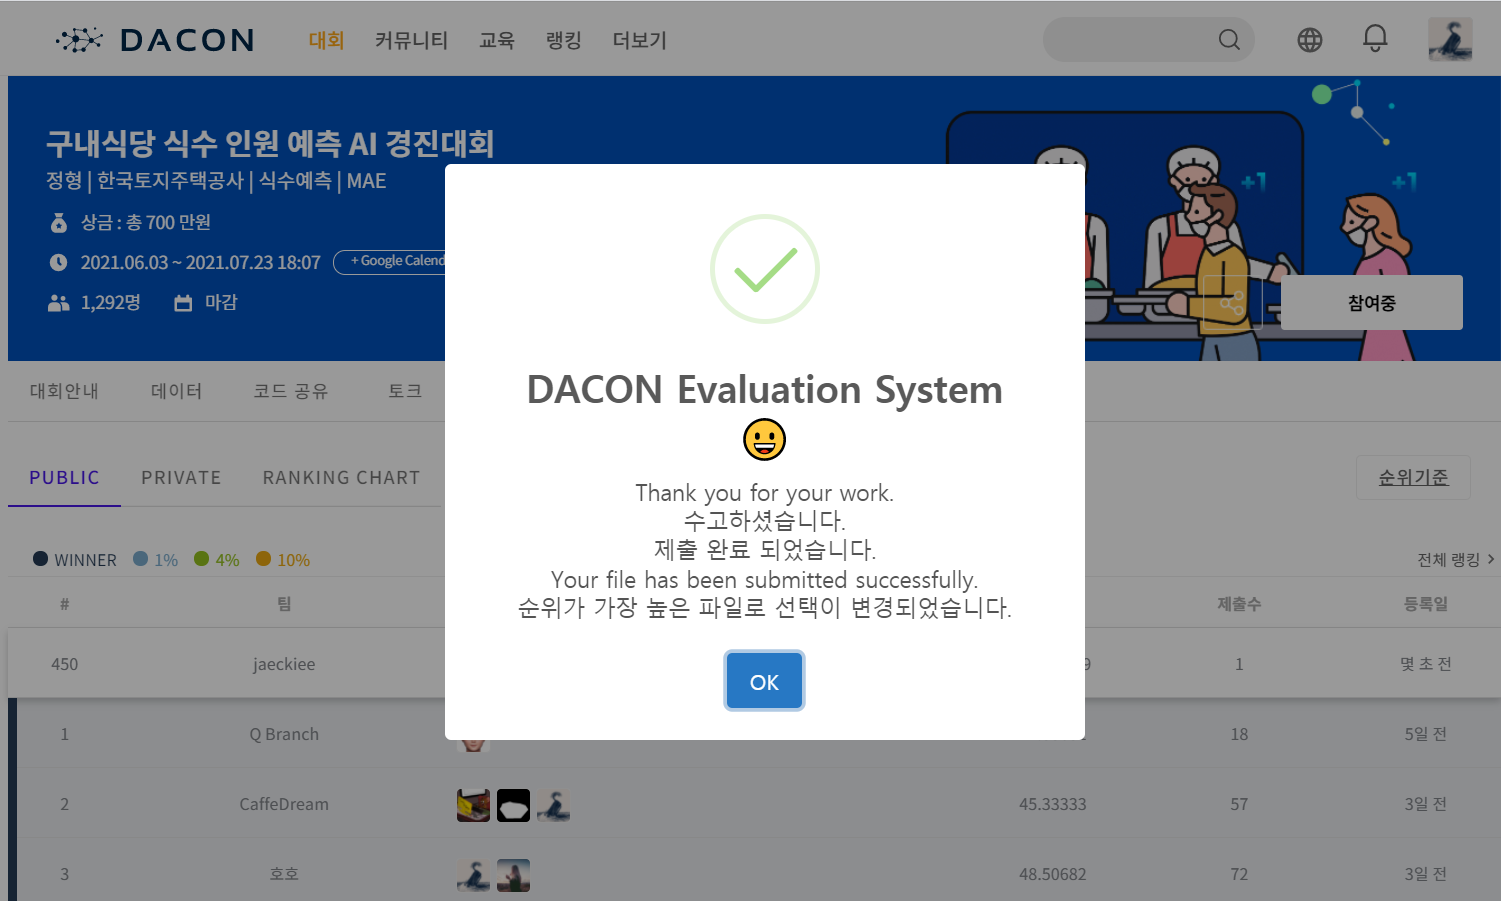 DACON 대회 커뮤니티 교육 랭킹 더보기
구내식당 식수 인원 예측 AI 경진대회
정형 | 한국토지주택공사 | 식수예측 | MAE
상금 : 총 700 만원
2021.06.03 ~ 2021.07.23 18:07 + Google Calend
1,292명 마감
+1 +1
참여중
대회안내 데이터 코드 공유 토크
DACON Evaluation System
Thank you for your work.
수고하셨습니다.
제출 완료 되었습니다.
Your file has been submitted successfully.
순위가 가장 높은 파일로 선택이 변경되었습니다.
OK
PUBLIC PRIVATE RANKING CHART 순위기준
WINNER 1% 4% 10% 전체 랭킹 >
# 팀 제출수 등록일
450 jaeckiee 9 1 몇 초 전
1 Q Branch 18 5일 전
2 CaffeDream 45.33333 57 3일 전
3 호호 48.50682 72 3일 전